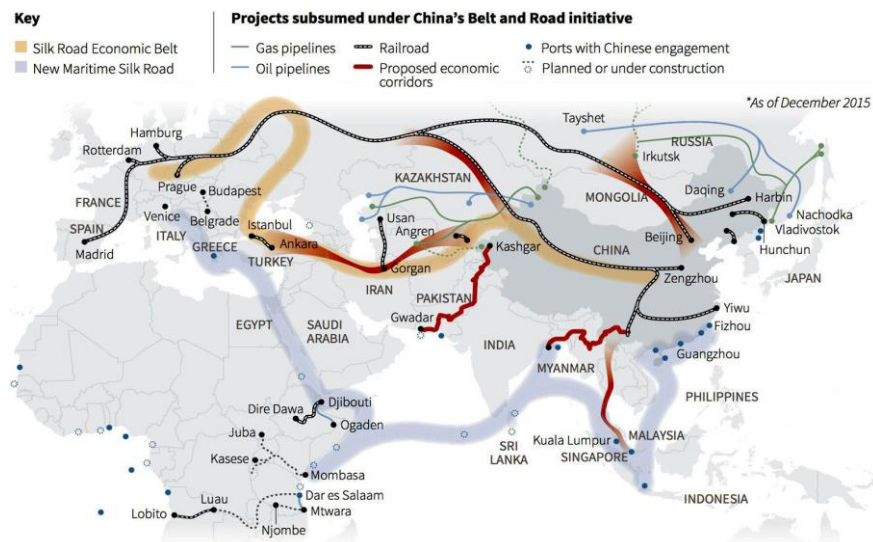 Key
Silk Road Economic Belt
New Maritime Silk Road
Projects subsumed under China's Belt and Road initiative
Gas pipelines
Oil pipelines
Railroad
Proposed economic
corridors
Ports with Chinese engagement
Planned or under construction
*As of December 2015
Hamburg
Rotterdam
Prague
Budapest
FRANCE
Venice
Belgrade
SPAIN
ITALY
Madrid
GREECE
Istanbul
Ankara
TURKEY
KAZAKHSTAN
Usan
Angren
Gorgan
IRAN
Kashgar
PAKISTAN
Gwadar
Tayshet
RUSSIA
Irkutsk
MONGOLIA
Daqing
Harbin
Nachodka
Vladivostok
Beijing
Hunchun
CHINA
JAPAN
Zengzhou
Yiwu
Fizhou
Guangzhou
EGYPT
SAUDI
ARABIA
INDIA
MYANMAR
PHILIPPINES
Djibouti
Dire Dawa
Ogaden
Juba
Kasese
Mombasa
SRI
LANKA
Kuala Lumpur
MALAYSIA
SINGAPORE
INDONESIA
Luau
Dar es Salaam
Lobito
Mtwara
Njombe